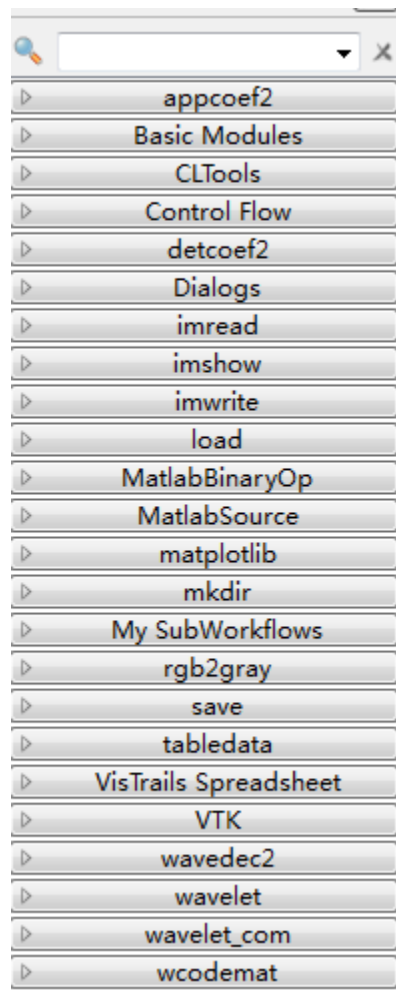 appcoef2
Basic Modules
CLTools
Control Flow
detcoef2
Dialogs
imread
imshow
imwrite
load
MatlabBinaryOp
MatlabSource
matplotlib
mkdir
My SubWorkflows
rgb2gray
save
tabledata
VisTrails Spreadsheet
VTK
wavedec2
wavelet
wavelet_com
wcodemat